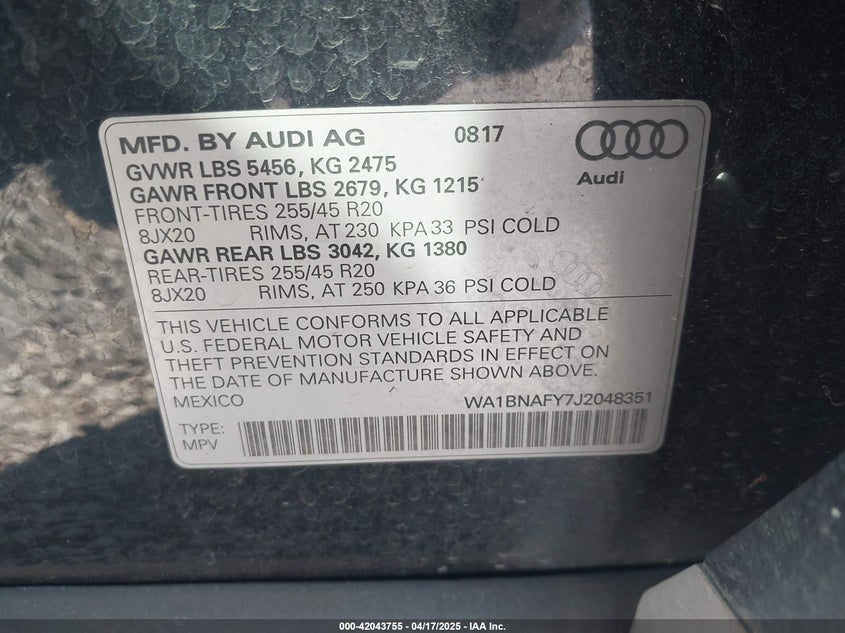 MFD. BY AUDI AG 0817
GVWR LBS 5456, KG 2475
GAWR FRONT LBS 2679, KG 1215
Audi
FRONT-TIRES 255/45 R20
8JX20 RIMS, AT 230 KPA 33 PSI COLD
GAWR REAR LBS 3042, KG 1380
REAR-TIRES 255/45 R20
8JX20 RIMS, AT 250 KPA 36 PSI COLD
THIS VEHICLE CONFORMS TO ALL APPLICABLE
U.S. FEDERAL MOTOR VEHICLE SAFETY AND
THEFT PREVENTION STANDARDS IN EFFECT ON
THE DATE OF MANUFACTURE SHOWN ABOVE.
MEXICO WA1BNAFY7J2048351
TYPE:
MPV
000-42043755 - 04/17/2025 - IAA Inc.